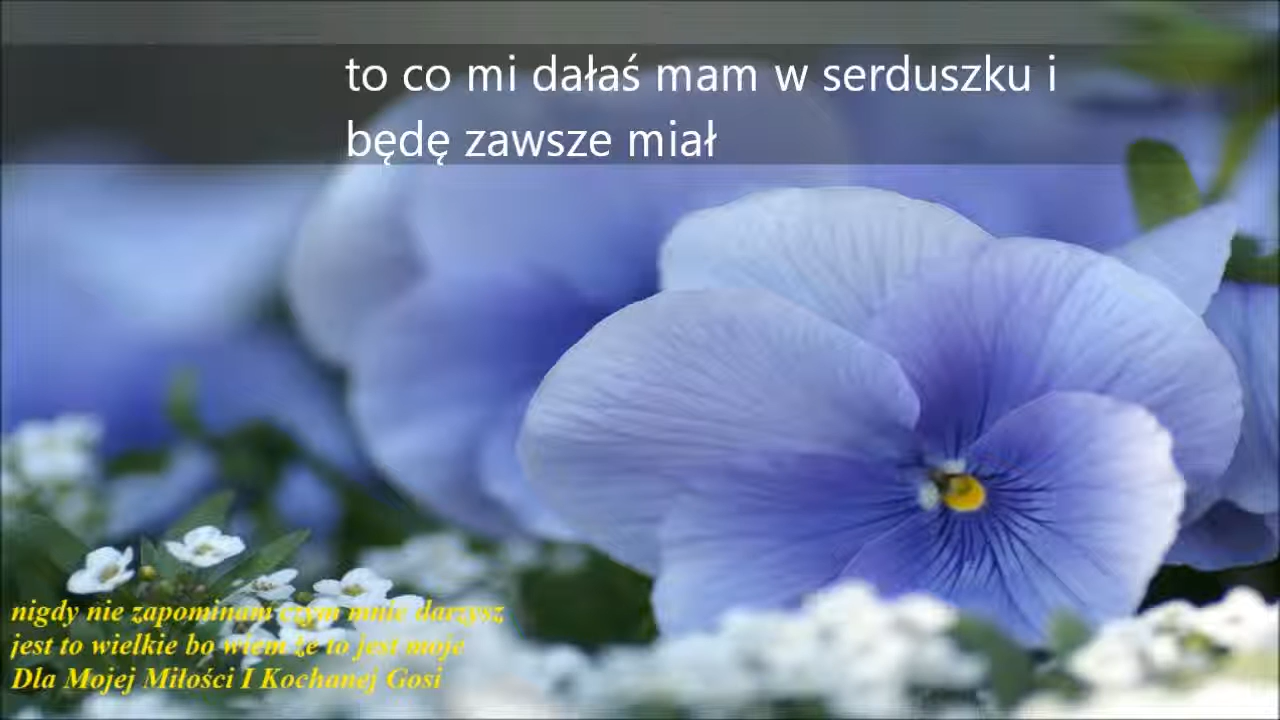 to co mi dałaś mam w serduszku i
będę zawsze miał
nigdy nie zapominam czym mnie darzysz
jest to wielkie bo wiem że to jest moje
Dla Mojej Miłości I Kochanej Gosi